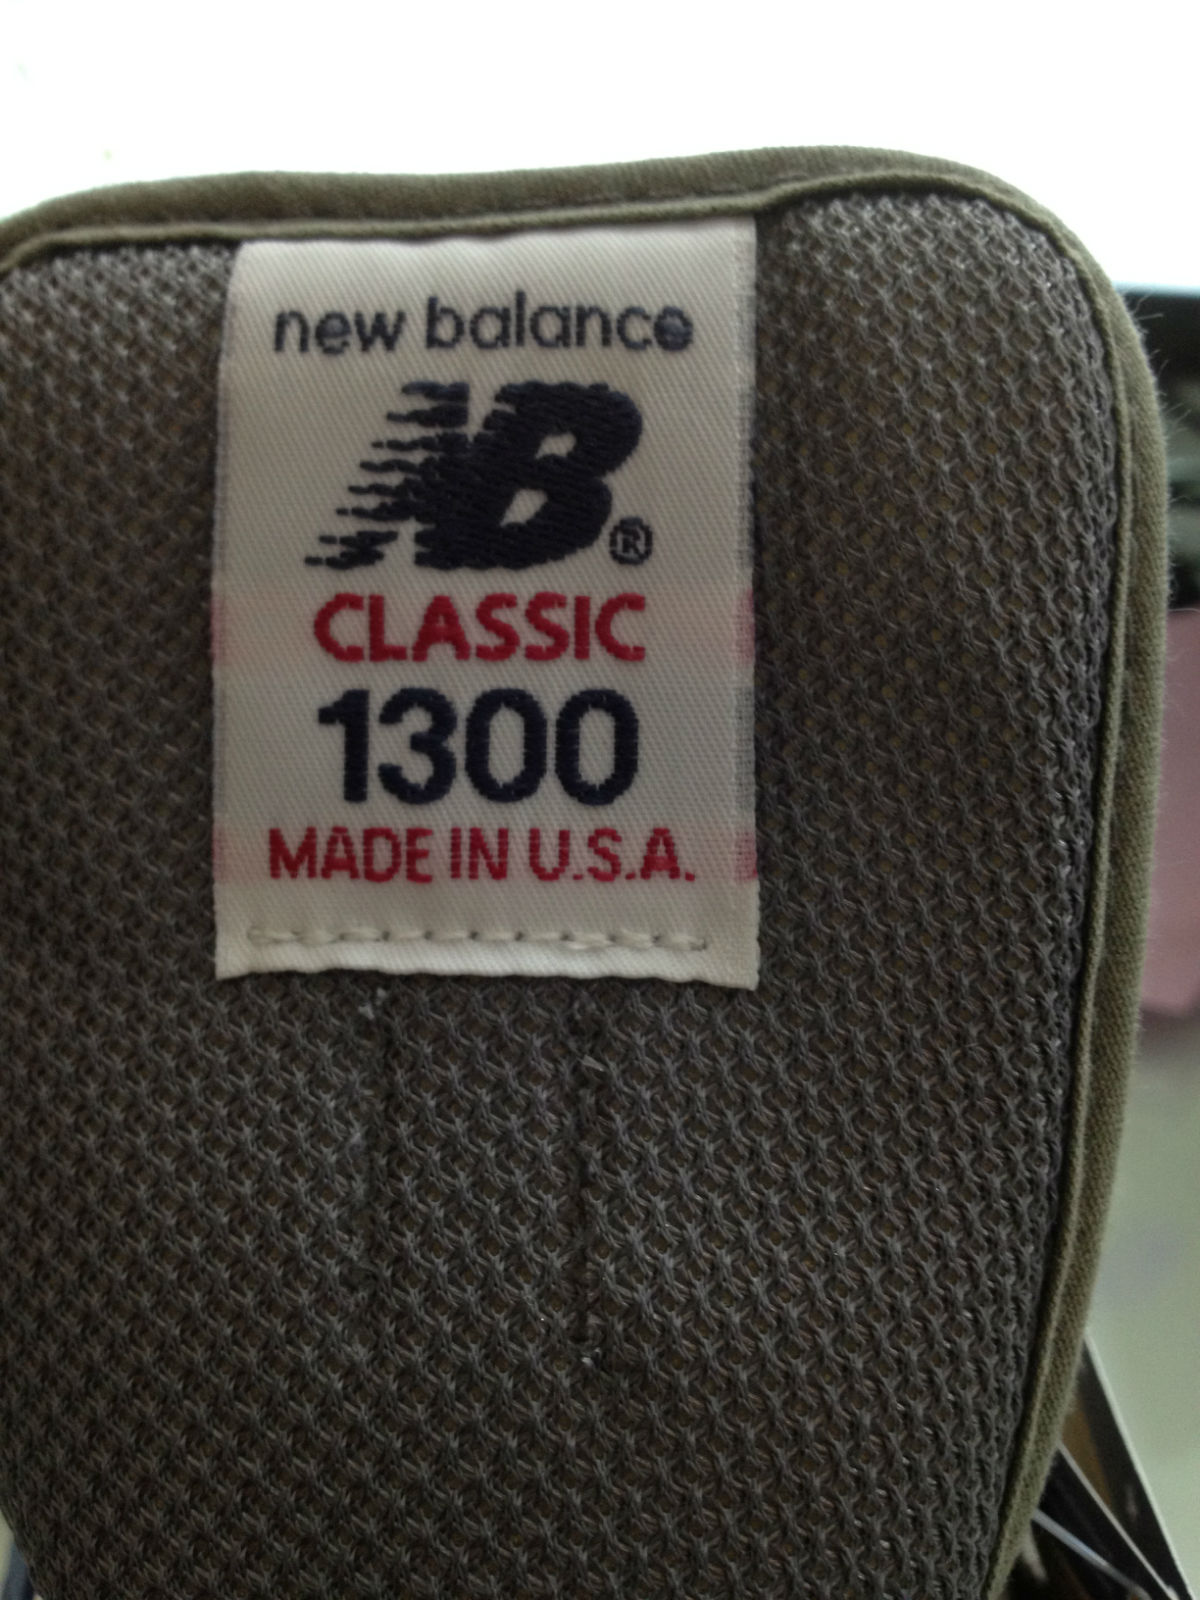 new balance
NB®
CLASSIC
1300
MADE IN U.S.A.